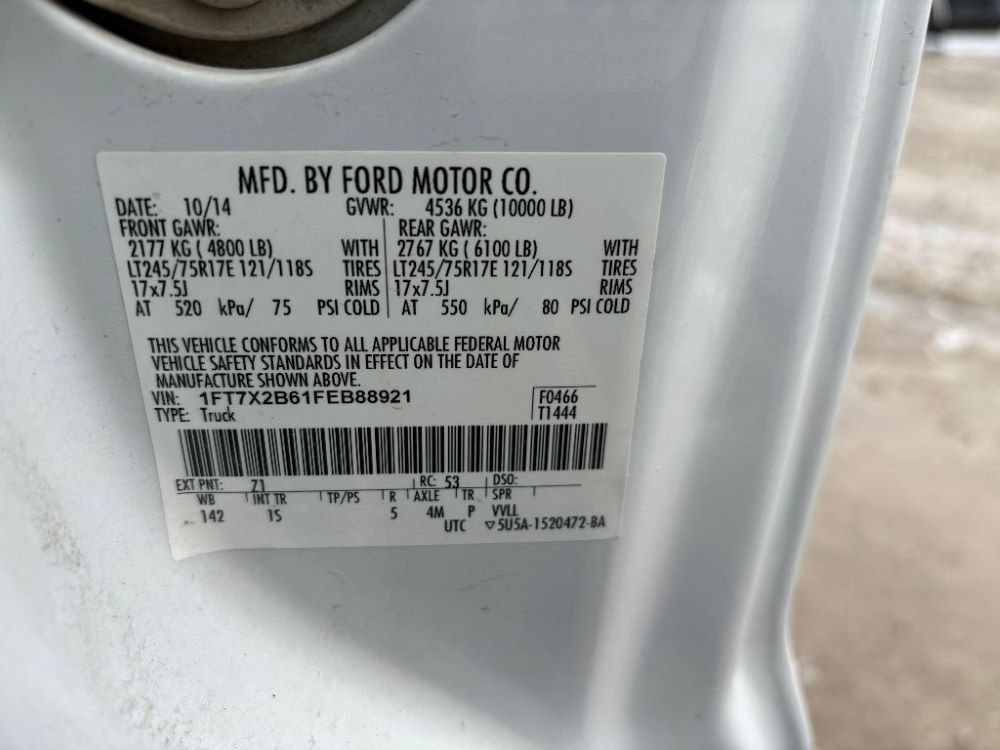 MFD. BY FORD MOTOR CO.
DATE: 10/14 GVWR: 4536 KG (10000 LB)
FRONT GAWR: REAR GAWR:
2177 KG ( 4800 LB) WITH 2767 KG ( 6100 LB) WITH
LT245/75R17E 121/118S TIRES LT245/75R17E 121/118S TIRES
17x7.5J RIMS 17x7.5J RIMS
AT 520 kPa/ 75 PSI COLD AT 550 kPa/ 80 PSI COLD
THIS VEHICLE CONFORMS TO ALL APPLICABLE FEDERAL MOTOR
VEHICLE SAFETY STANDARDS IN EFFECT ON THE DATE OF
MANUFACTURE SHOWN ABOVE.
VIN: 1FT7X2B61FEB88921 F0466
TYPE: Truck T1444
EXT PNT: Z1 RC: 53 DSO:
WB INT TR TP/PS R AXLE TR SPR
142 1S 5 4M P VVLL
UTC ▽5U5A-1520472-BA